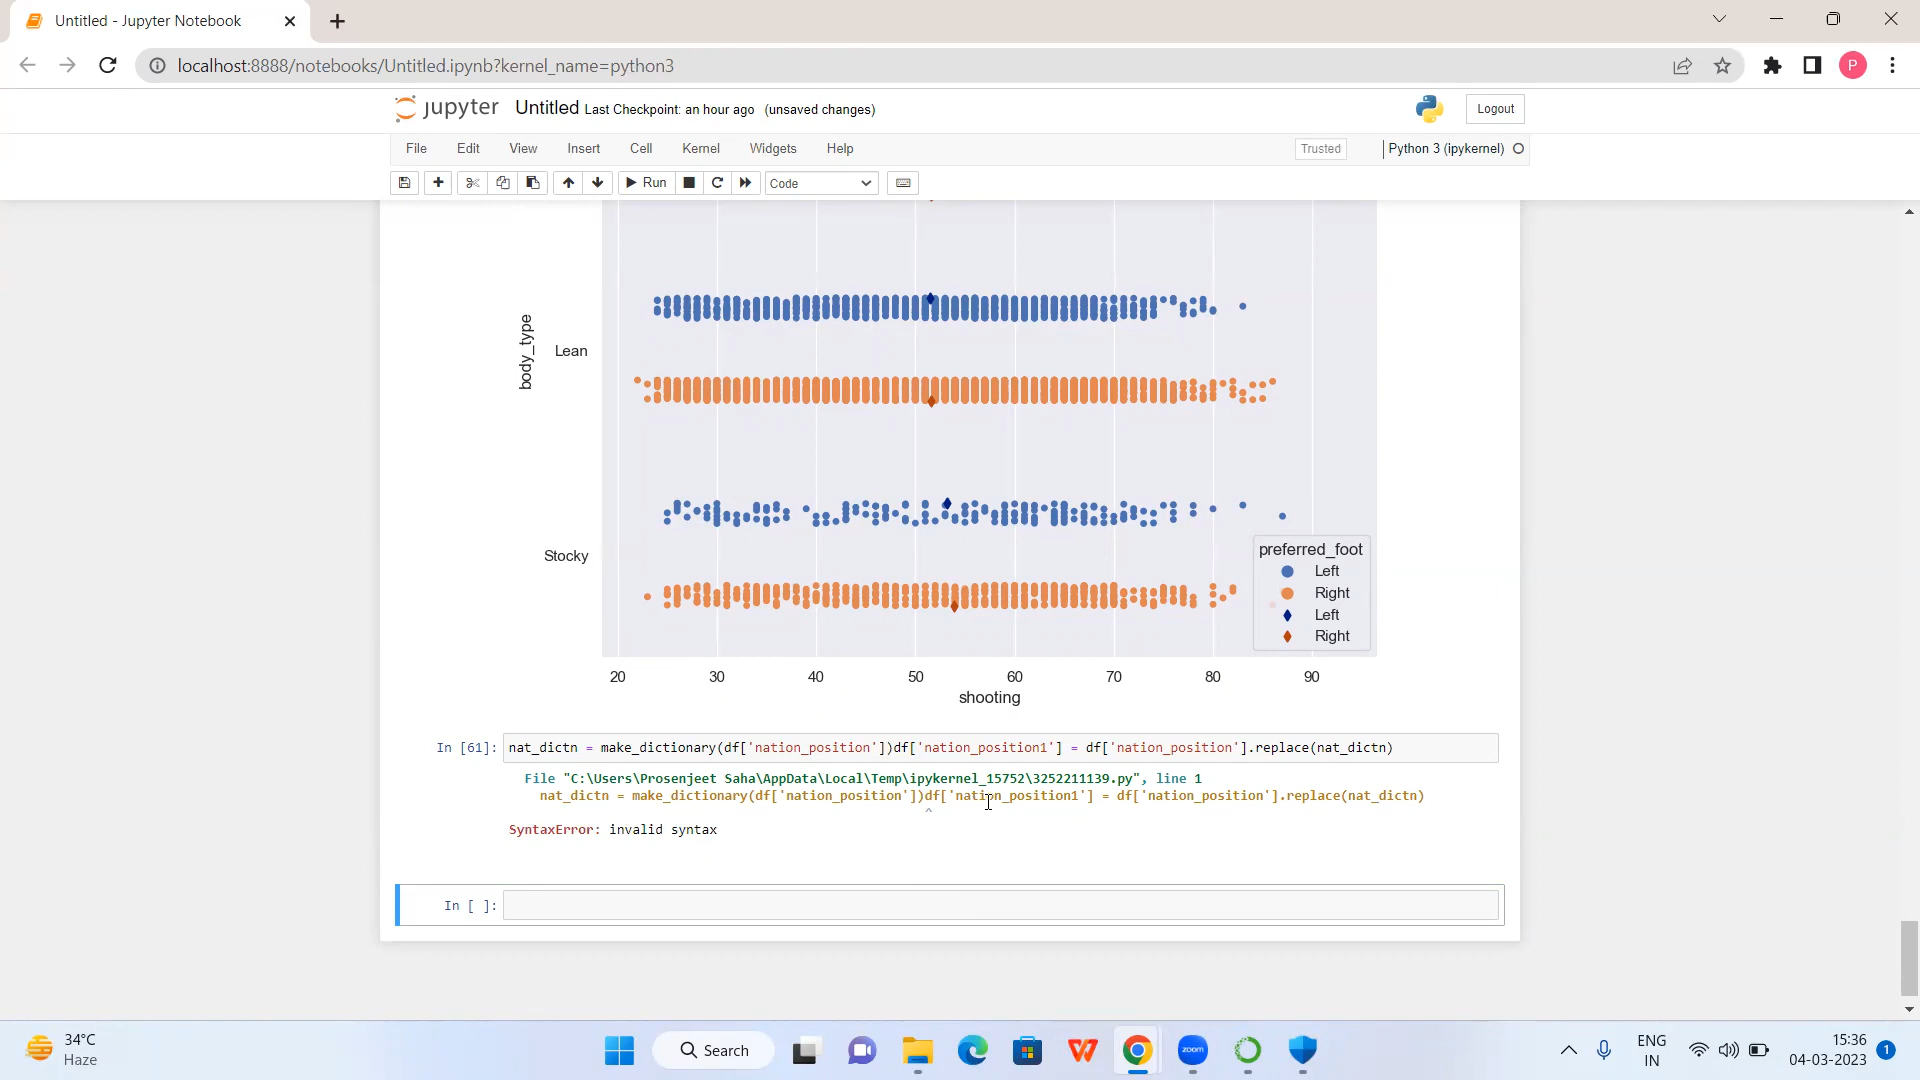 Untitled - Jupyter Notebook
localhost:8888/notebooks/Untitled.ipynb?kernel_name=python3
P
jupyter Untitled Last Checkpoint: an hour ago (unsaved changes)
Logout
File Edit View Insert Cell Kernel Widgets Help
Trusted
Python 3 (ipykernel)
Run
Code
body_type
Lean
Stocky
preferred_foot
Left
Right
Left
Right
20 30 40 50 60 70 80 90
shooting
In [61]: nat_dictn = make_dictionary(df['nation_position'])df['nation_position1'] = df['nation_position'].replace(nat_dictn)
File "C:\Users\Prosenjeet Saha\AppData\Local\Temp\ipykernel_15752\3252211139.py", line 1
nat_dictn = make_dictionary(df['nation_position'])df['nation_position1'] = df['nation_position'].replace(nat_dictn)
^
SyntaxError: invalid syntax
In [ ]:
34°C
Haze
Search
W
zoom
ENG
IN
15:36
04-03-2023
1